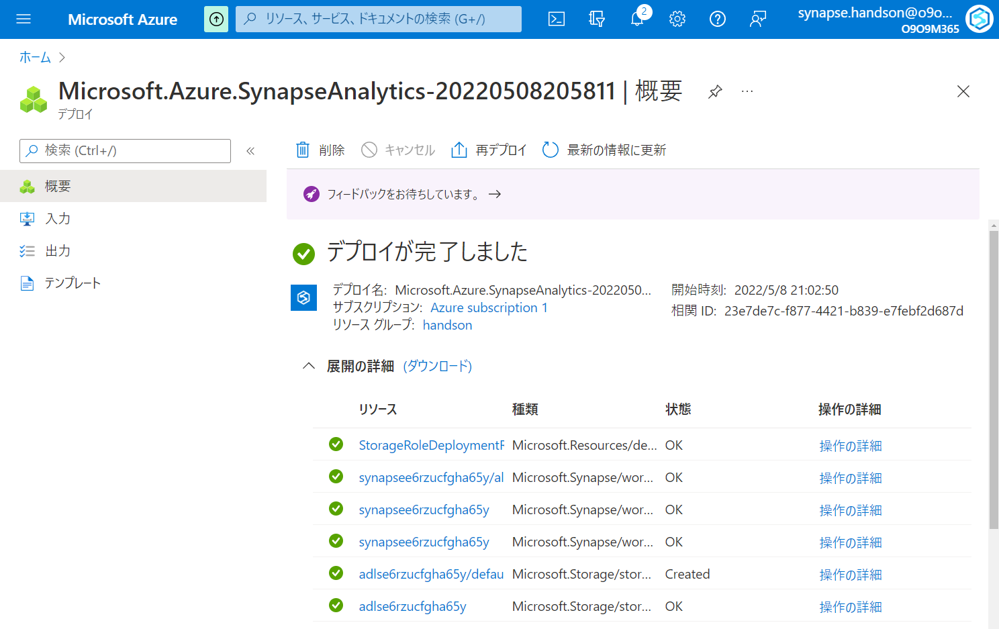 Microsoft Azure
リソース、サービス、ドキュメントの検索 (G+/)
2
synapse.handson@o9o...
O9O9M365
ホーム
Microsoft.Azure.SynapseAnalytics-20220508205811 | 概要
デプロイ
検索 (Ctrl+/)
概要
入力
出力
テンプレート
削除 キャンセル 再デプロイ 最新の情報に更新
フィードバックをお待ちしています。 →
デプロイが完了しました
デプロイ名: Microsoft.Azure.SynapseAnalytics-2022050...
サブスクリプション: Azure subscription 1
リソース グループ: handson
開始時刻: 2022/5/8 21:02:50
相関 ID: 23e7de7c-f877-4421-b839-e7febf2d687d
展開の詳細 (ダウンロード)
リソース 種類 状態 操作の詳細
StorageRoleDeploymentF Microsoft.Resources/de... OK 操作の詳細
synapsee6rzucfgha65y/al Microsoft.Synapse/wor... OK 操作の詳細
synapsee6rzucfgha65y Microsoft.Synapse/wor... OK 操作の詳細
synapsee6rzucfgha65y Microsoft.Synapse/wor... OK 操作の詳細
adlse6rzucfgha65y/defau Microsoft.Storage/stor... Created 操作の詳細
adlse6rzucfgha65y Microsoft.Storage/stor... OK 操作の詳細